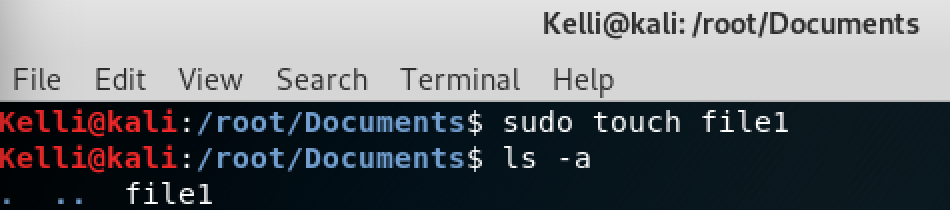 Kelli@kali: /root/Documents
File Edit View Search Terminal Help
Kelli@kali:/root/Documents$ sudo touch file1
Kelli@kali:/root/Documents$ ls -a
. .. file1